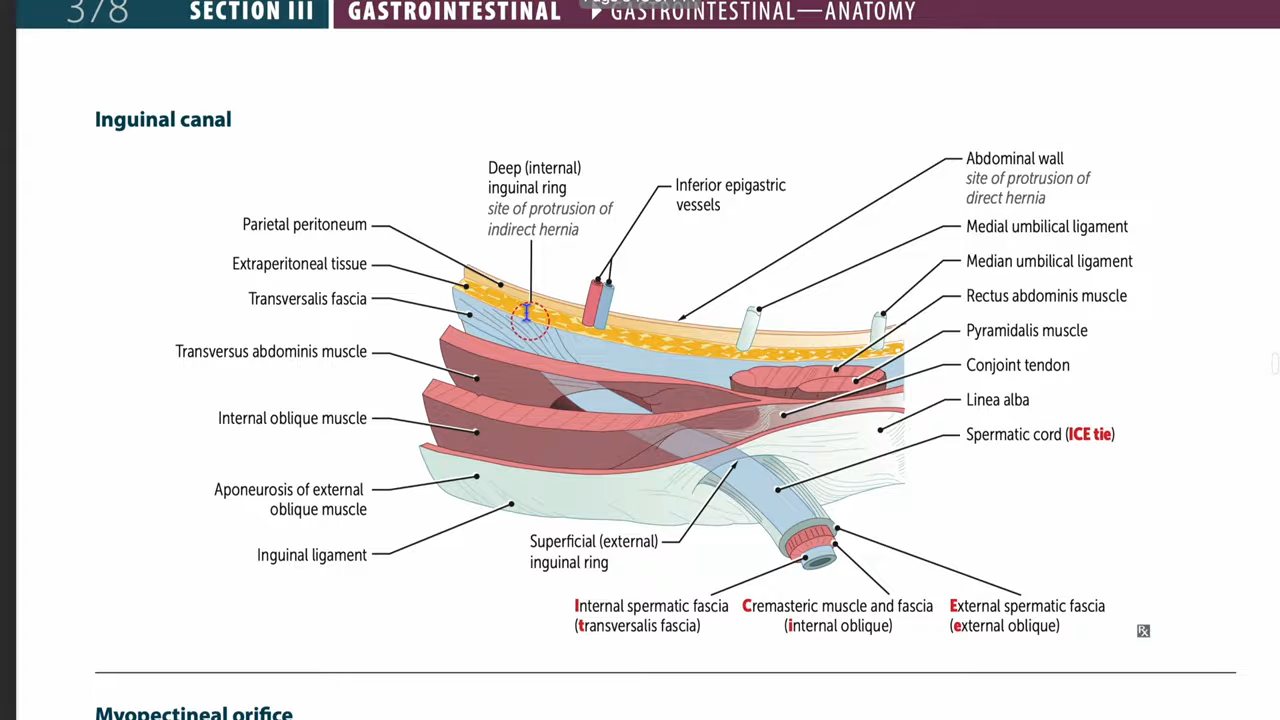 378
SECTION III
GASTROINTESTINAL
GASTROINTESTINAL—ANATOMY
Inguinal canal
Deep (internal)
inguinal ring
site of protrusion of
indirect hernia
Inferior epigastric
vessels
Abdominal wall
site of protrusion of
direct hernia
Parietal peritoneum
Extraperitoneal tissue
Transversalis fascia
Transversus abdominis muscle
Internal oblique muscle
Aponeurosis of external
oblique muscle
Inguinal ligament
Medial umbilical ligament
Median umbilical ligament
Rectus abdominis muscle
Pyramidalis muscle
Conjoint tendon
Linea alba
Spermatic cord (ICE tie)
Superficial (external)
inguinal ring
Internal spermatic fascia
(transversalis fascia)
Cremasteric muscle and fascia
(internal oblique)
External spermatic fascia
(external oblique)
Rx
Myopectineal orifice